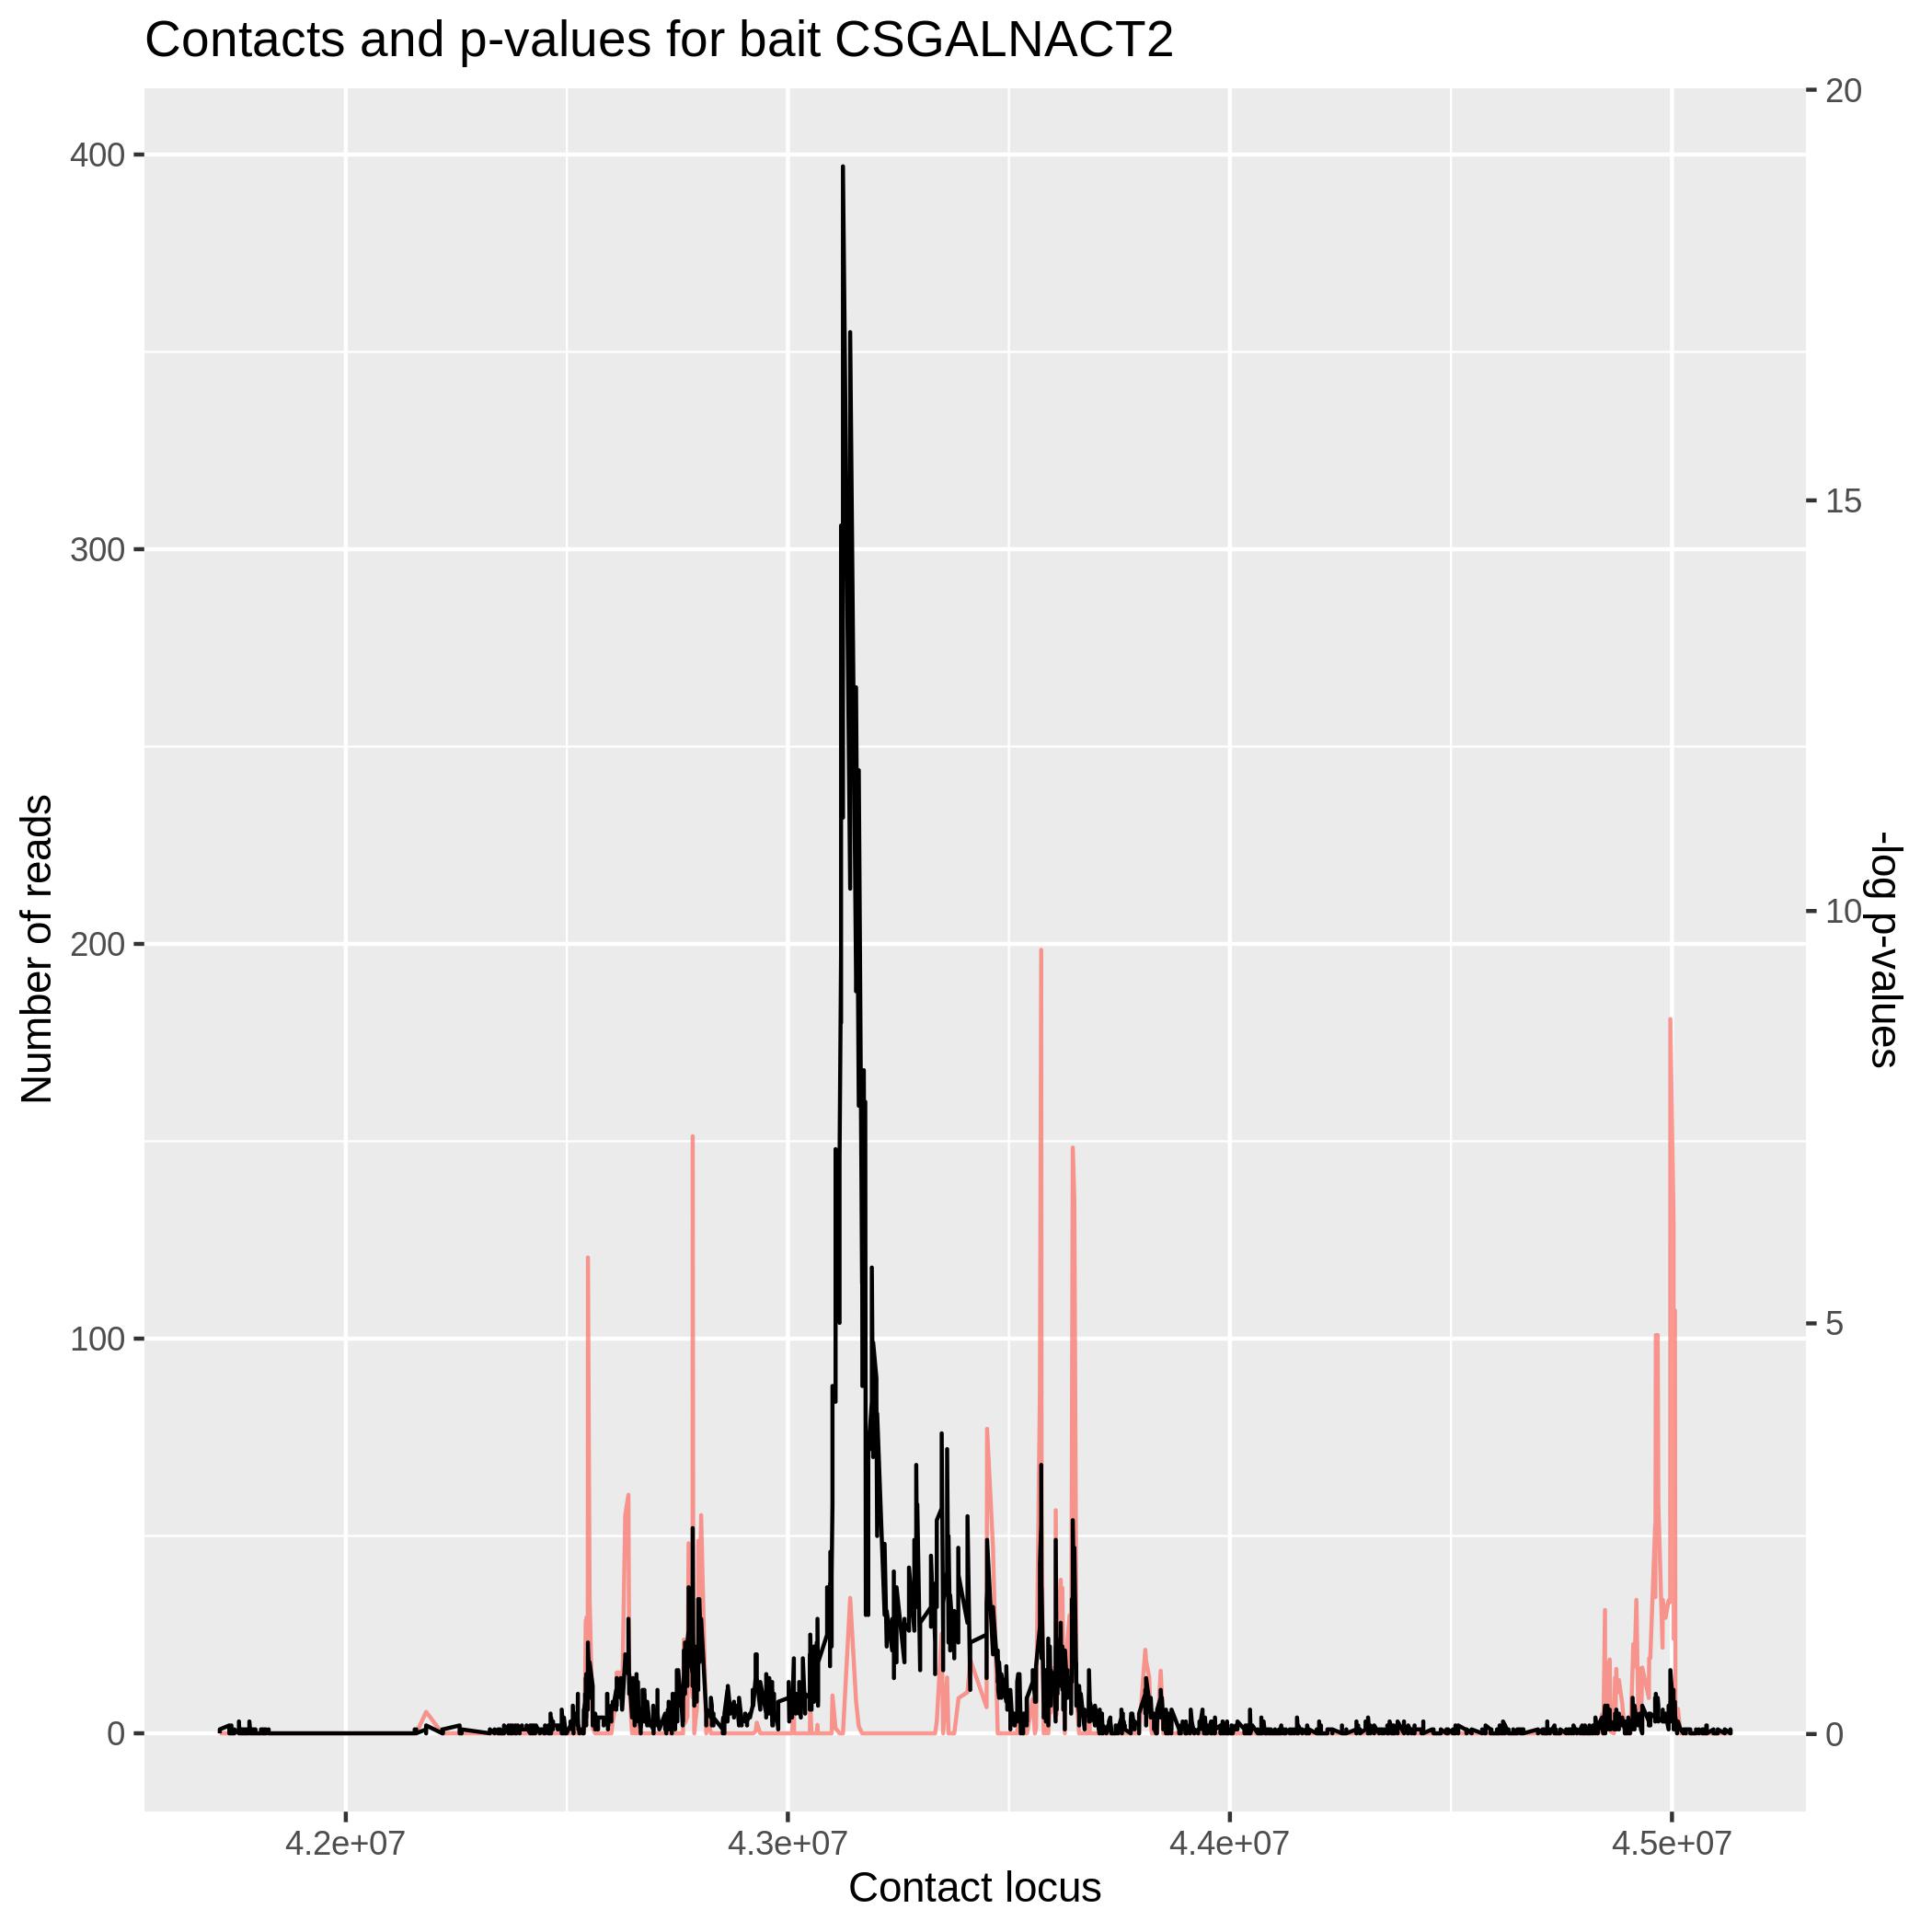 Contacts and p-values for bait CSGALNACT2
Number of reads
400
300
200
100
0
20
15
10
5
0
-log p-values
4.2e+07
4.3e+07
4.4e+07
4.5e+07
Contact locus